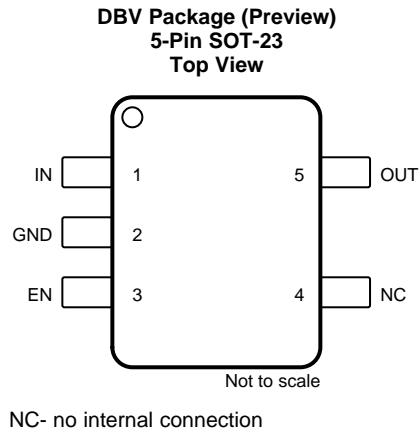 DBV Package (Preview)
5-Pin SOT-23
Top View
IN 1 5 OUT
GND 2
EN 3 4 NC
Not to scale
NC- no internal connection